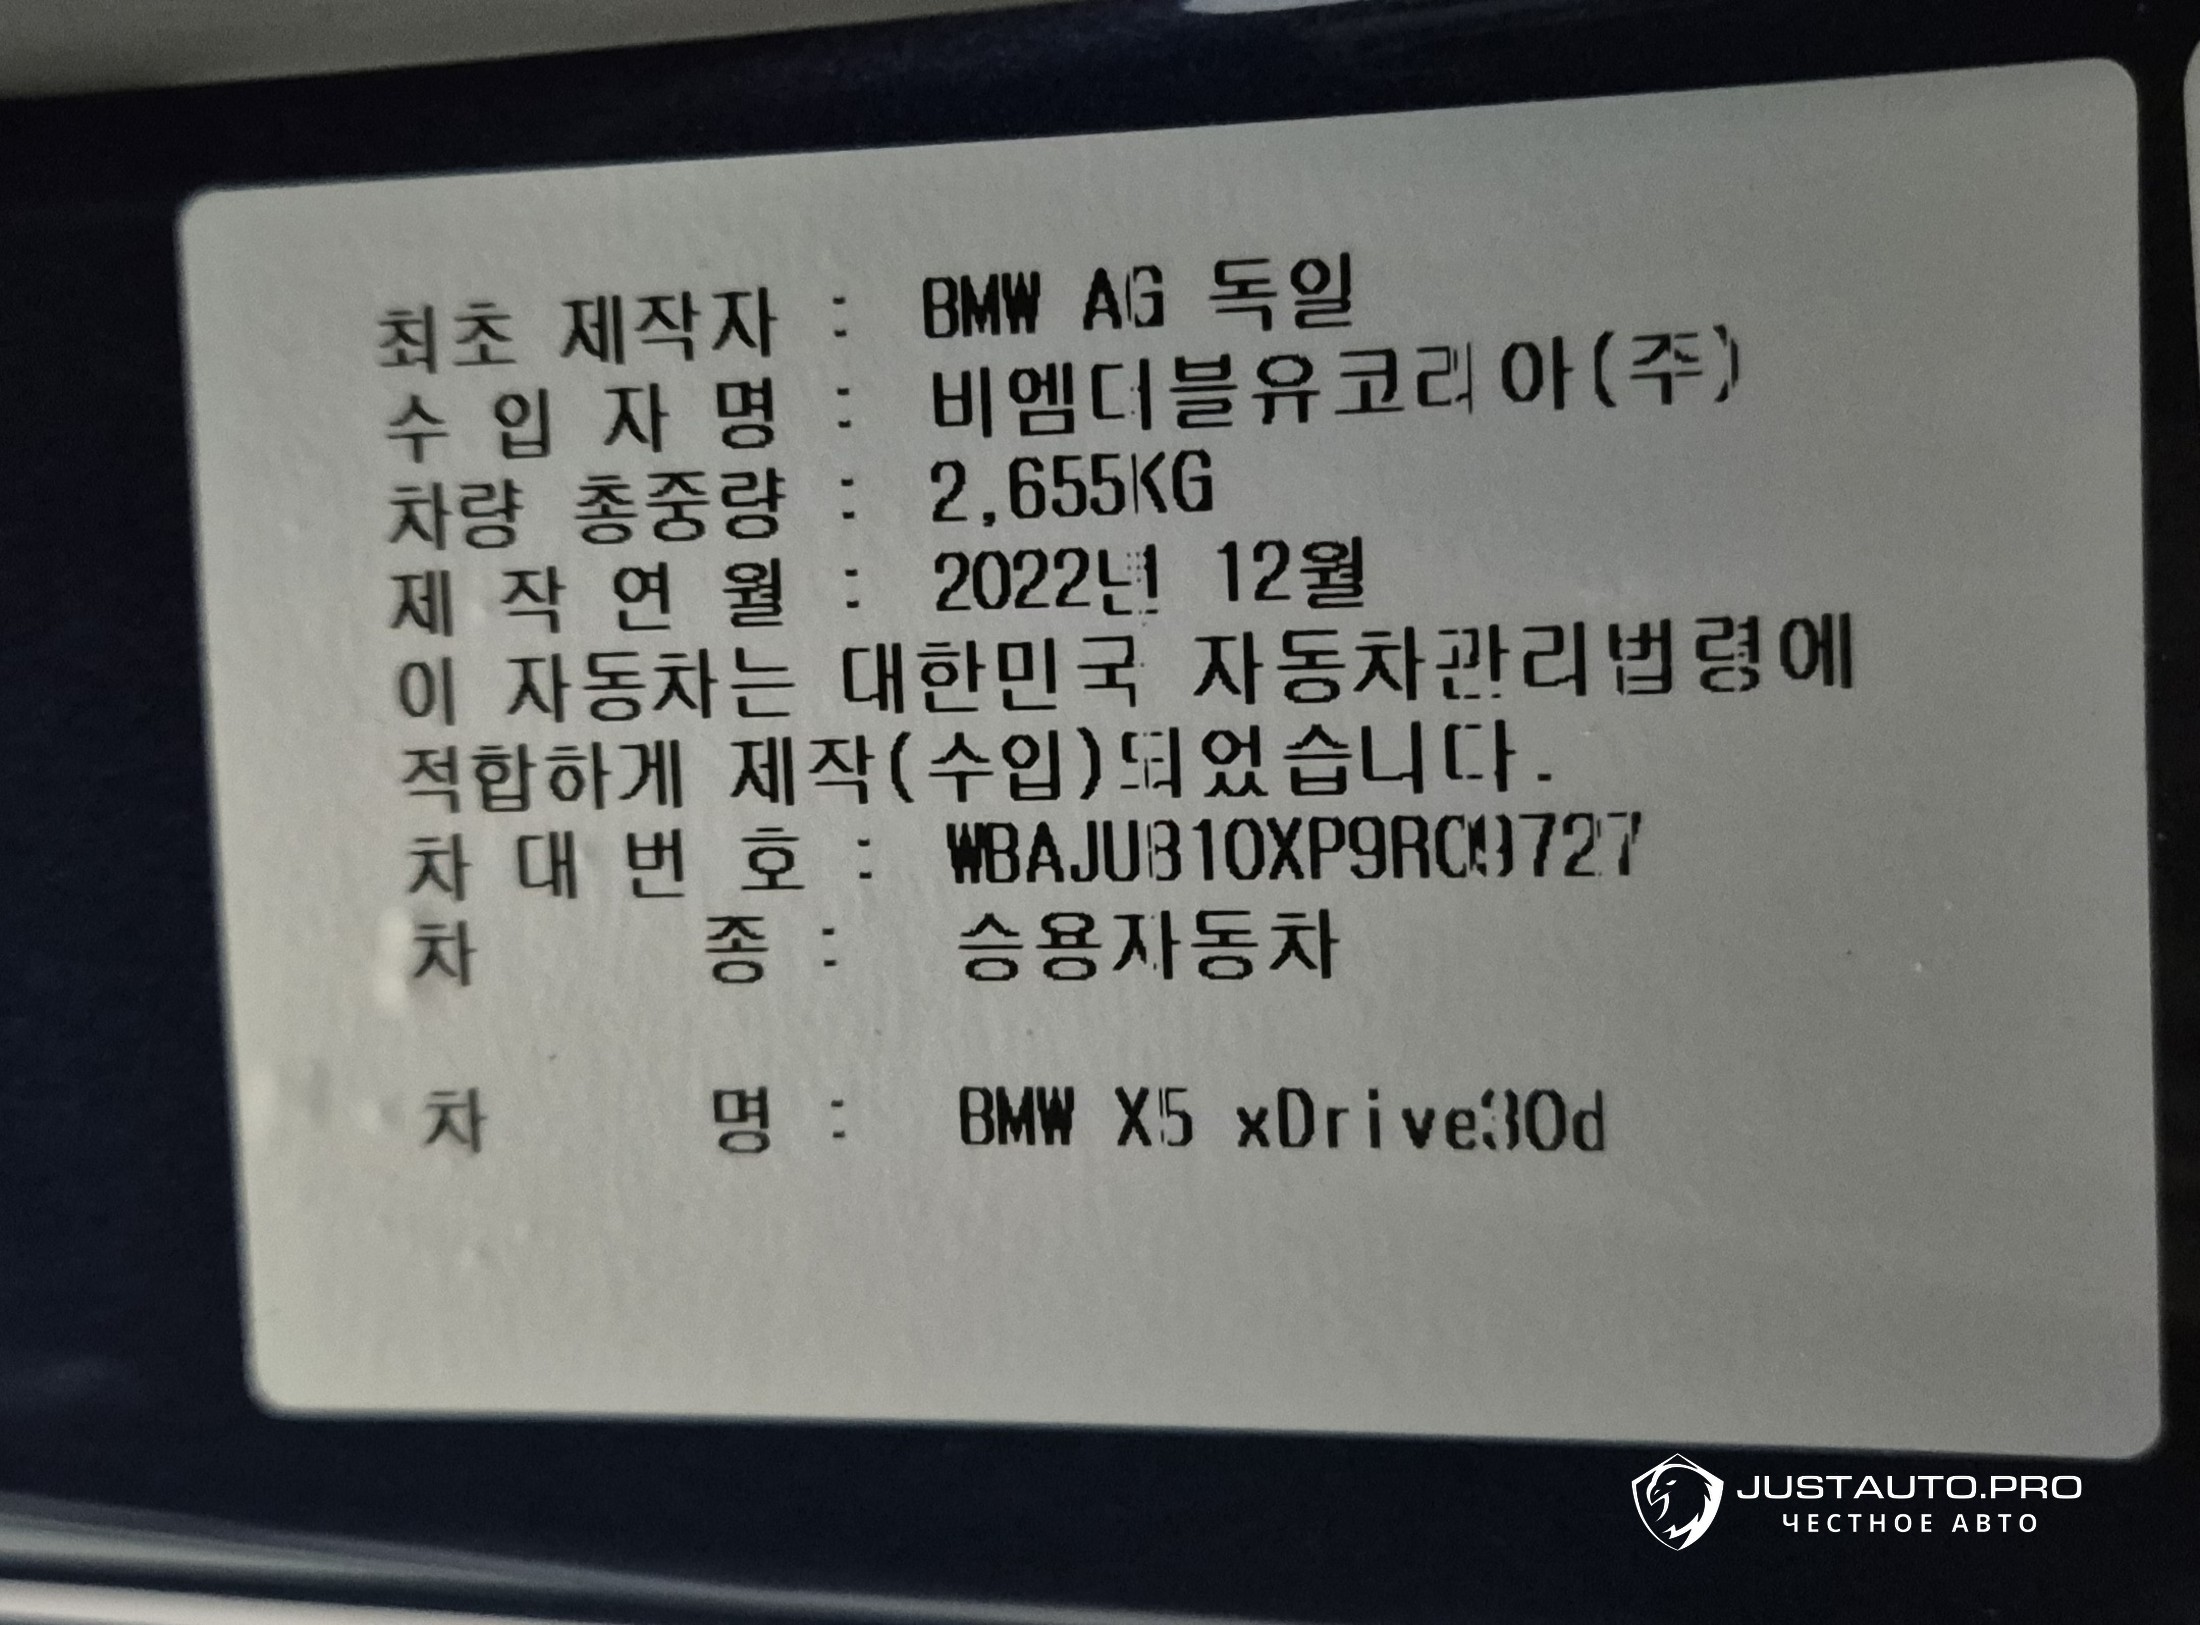 최초 제작자 : BMW AG 독일
수 입 자 명 : 비엠더블유코리아(주)
차량 총중량 : 2,655KG
제 작 연 월 : 2022년 12월
이 자동차는 대한민국 자동차관리법령에
적합하게 제작(수입)되었습니다.
차 대 번 호 :
차 종 : 승용자동차
차 명 : BMW X5 xDrive30d
JUSTAUTO.PRO
ЧЕСТНОЕ АВТО